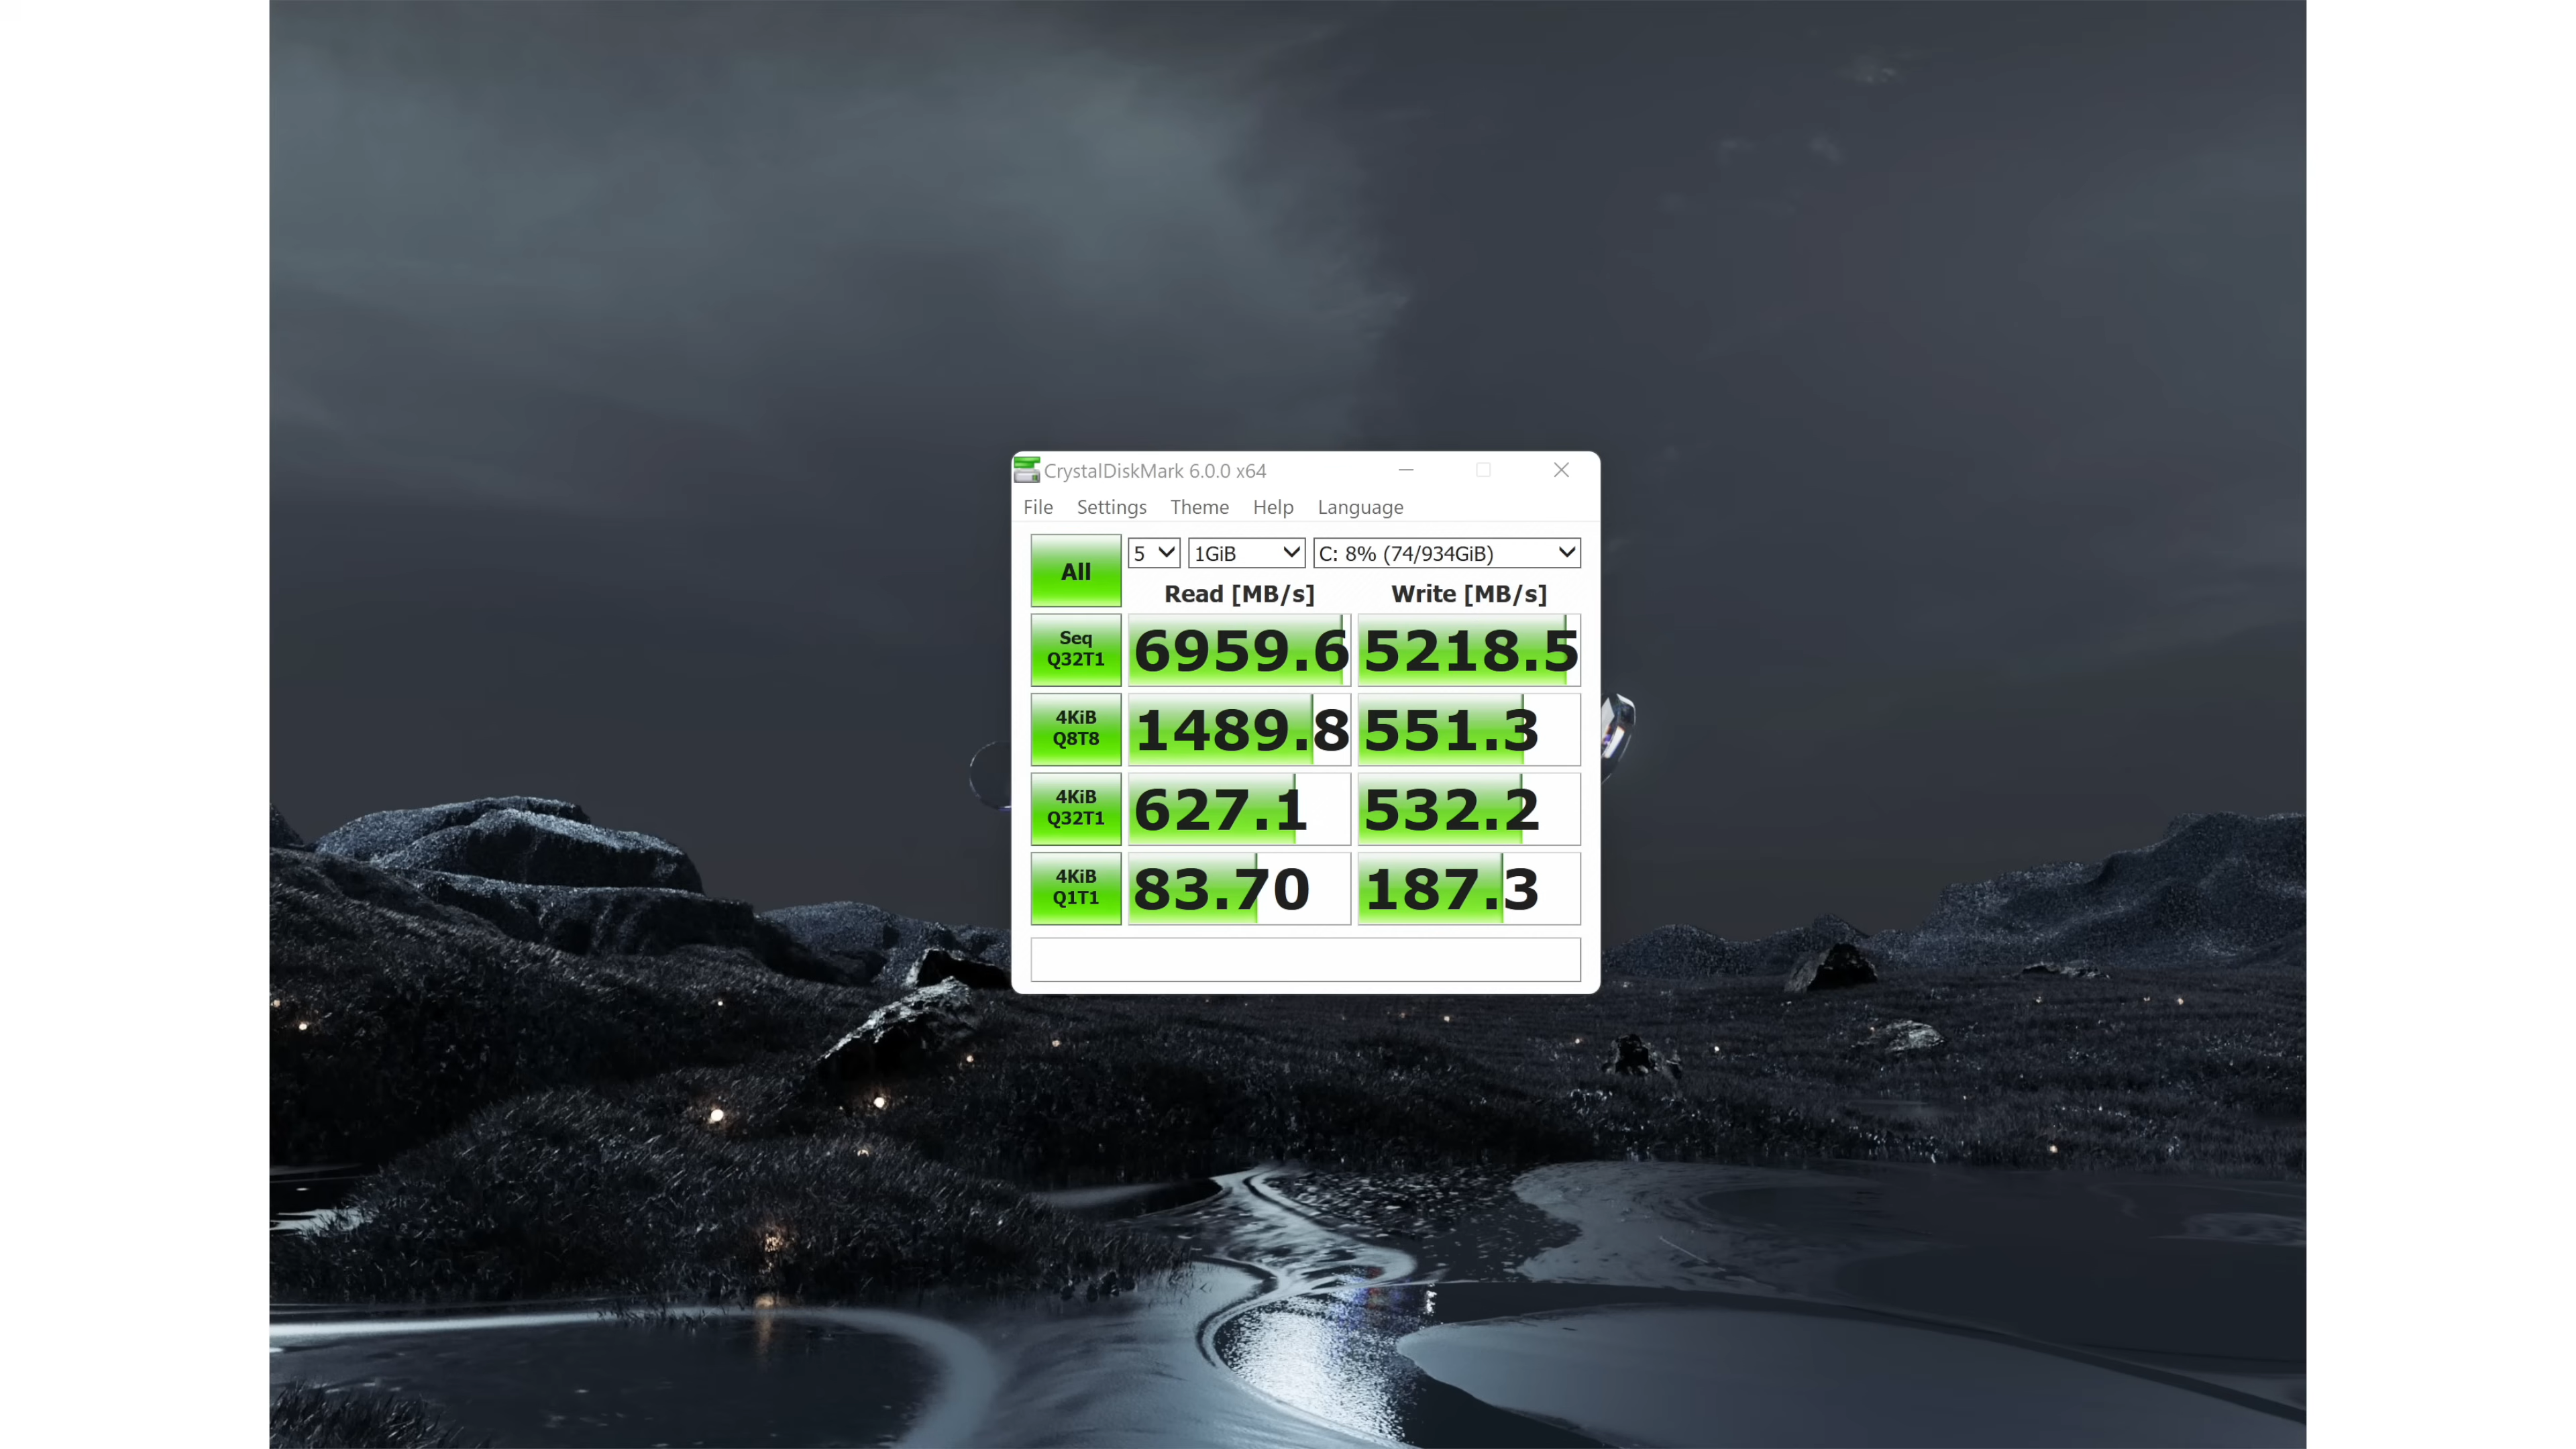 CrystalDiskMark 6.0.0 x64
File Settings Theme Help Language
All 5 1GiB C: 8% (74/934GiB)
Read [MB/s] Write [MB/s]
Seq
Q32T1 6959.6 5218.5
4KiB
Q8T8 1489.8 551.3
4KiB
Q32T1 627.1 532.2
4KiB
Q1T1 83.70 187.3